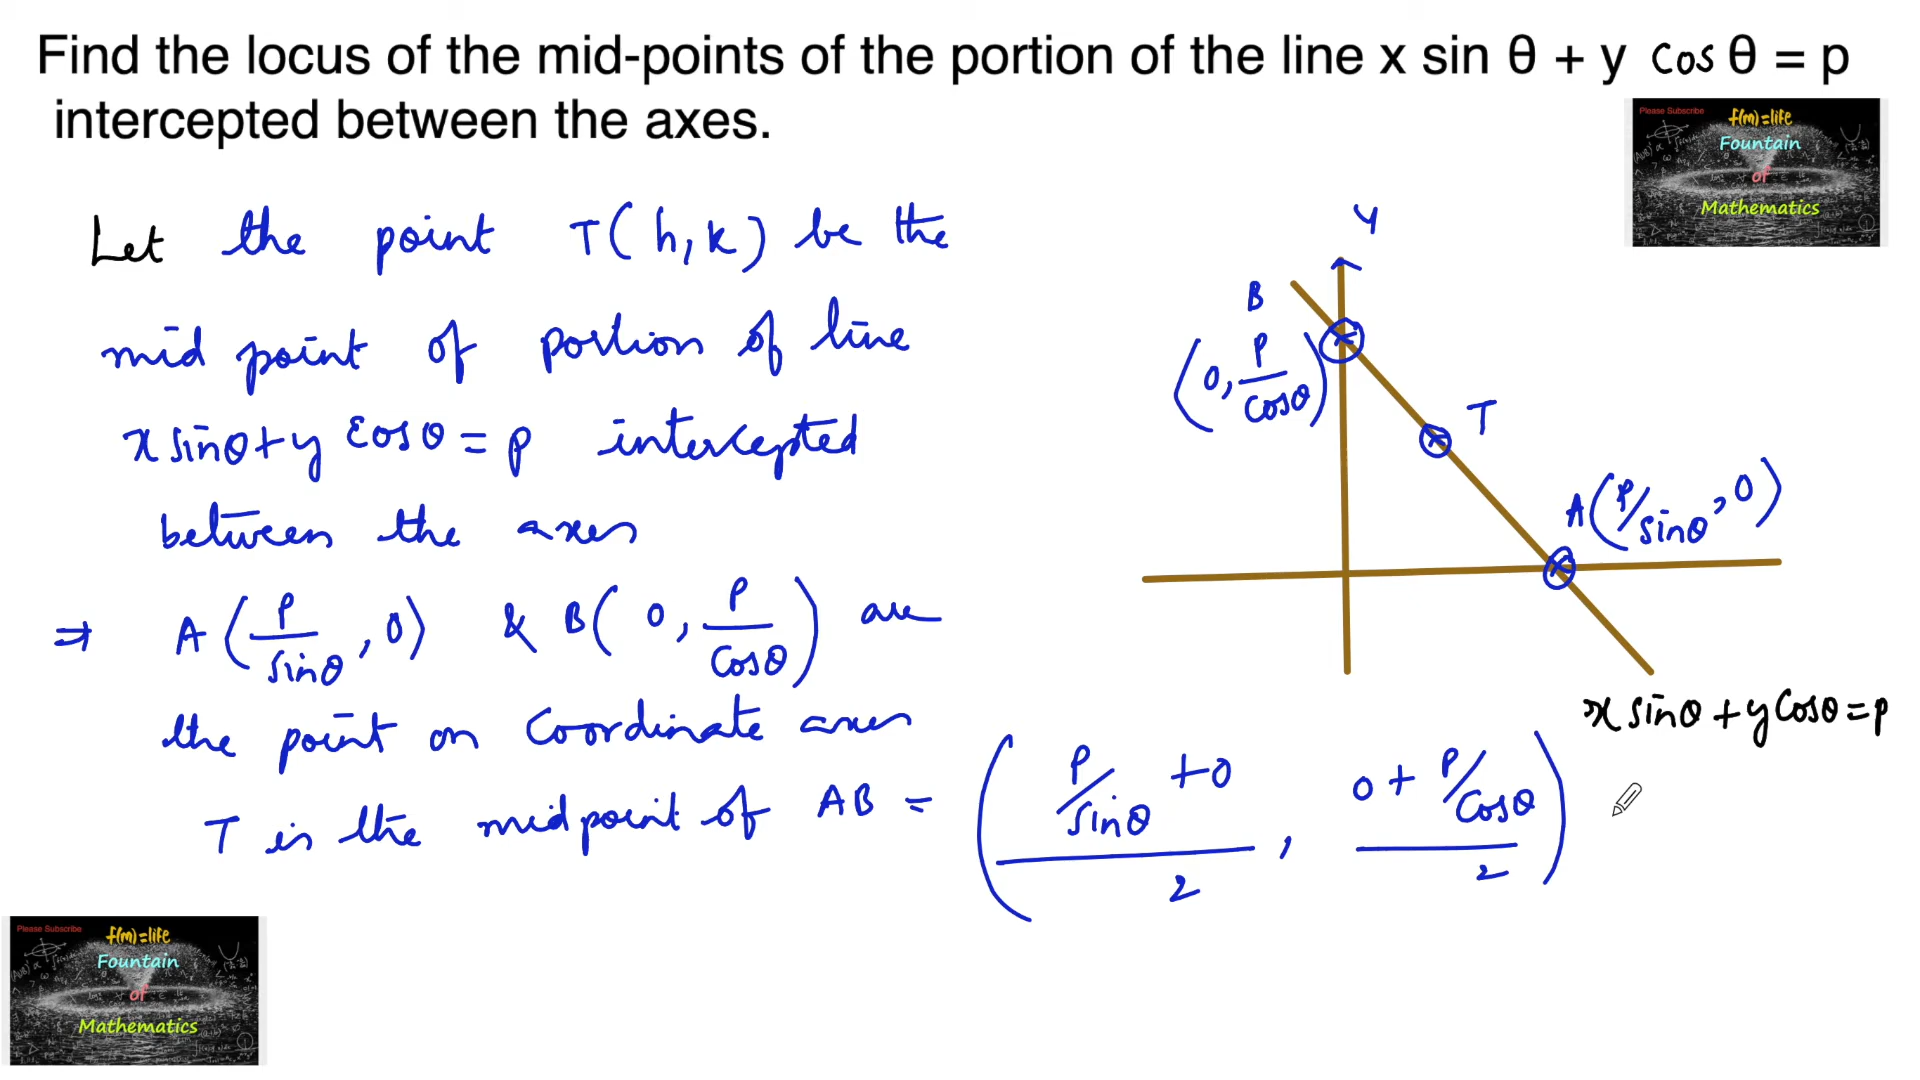 Find the locus of the mid-points of the portion of the line x sin θ + y cos θ = p
intercepted between the axes.
Please Subscribe
f(m)=life
Fountain
of
Mathematics
Let the point T(h,k) be the
mid point of portion of line
x sinθ+y cosθ = p intercepted
between the axes
⇒ A(P/sinθ, 0) & B(0, P/cosθ) are
the point on coordinate axes
T is the midpoint of AB = ((P/sinθ +0)/2, (0 + P/cosθ)/2)
Y
B
(0, P/cosθ)
T
A(P/sinθ, 0)
x sinθ + y cosθ = p
Please Subscribe
f(m)=life
Fountain
of
Mathematics